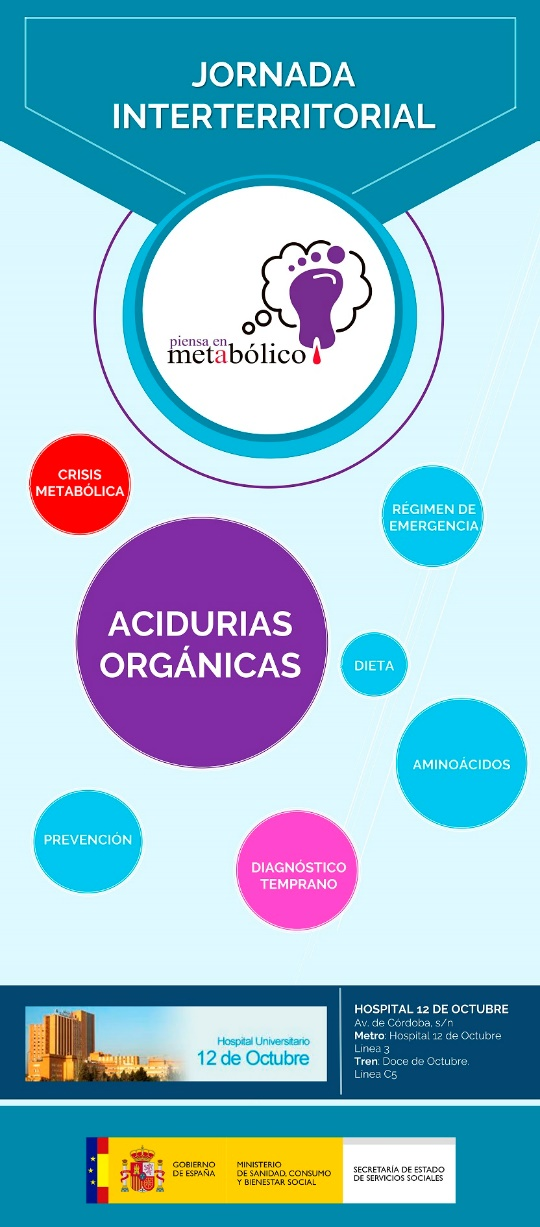 JORNADA
INTERTERRITORIAL
piensa en
metabólico
CRISIS
METABÓLICA
RÉGIMEN DE
EMERGENCIA
ACIDURIAS
ORGÁNICAS
DIETA
AMINOÁCIDOS
PREVENCIÓN
DIAGNÓSTICO
TEMPRANO
Hospital Universitario
12 de Octubre
HOSPITAL 12 DE OCTUBRE
Av. de Córdoba, s/n
Metro: Hospital 12 de Octubre
Linea 3
Tren: Doce de Octubre.
Línea C5
GOBIERNO
DE ESPAÑA
MINISTERIO
DE SANIDAD, CONSUMO
Y BIENESTAR SOCIAL
SECRETARÍA DE ESTADO
DE SERVICIOS SOCIALES